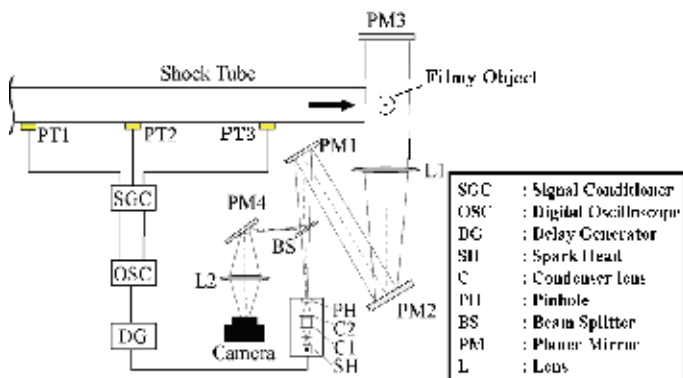 PM3
Shock Tube
Filmy Object
PT1
PT2
PT3
PM1
L1
SGC
PM4
BS
OSC
L2
PH
C2
PM2
DG
C1
Camera
SH
SGC : Signal Conditioner
OSC : Digital Oscilloscope
DG : Delay Generator
SH : Spark Head
C : Condenser lens
PH : Pinhole
BS : Beam Splitter
PM : Planer Mirror
L : Lens